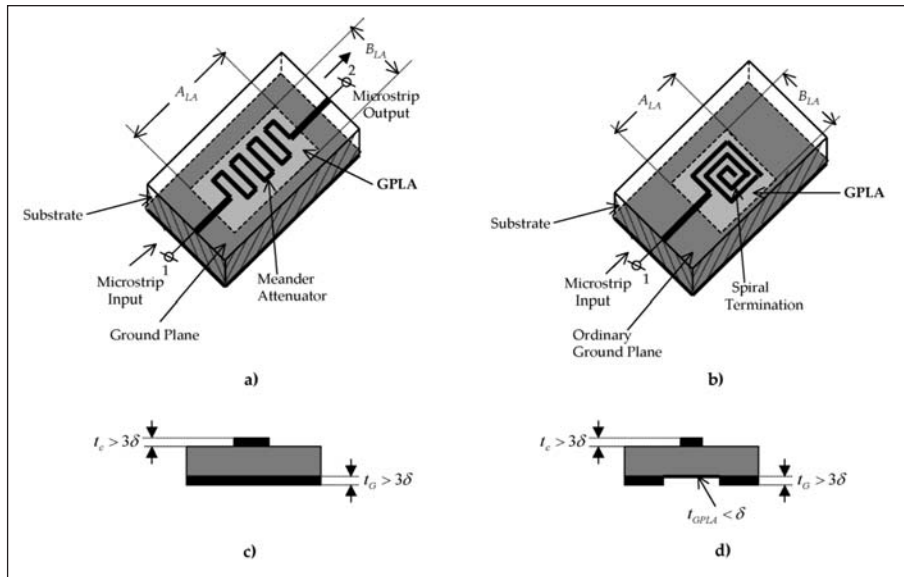 A_LA
B_LA
2
Microstrip
Output
GPLA
Substrate
1
Microstrip
Input
Meander
Attenuator
Ground Plane
a)
A_LA
B_LA
GPLA
Substrate
1
Microstrip
Input
Spiral
Termination
Ordinary
Ground Plane
b)
t_c > 3δ
t_G > 3δ
c)
t_c > 3δ
t_G > 3δ
t_GPLA < δ
d)